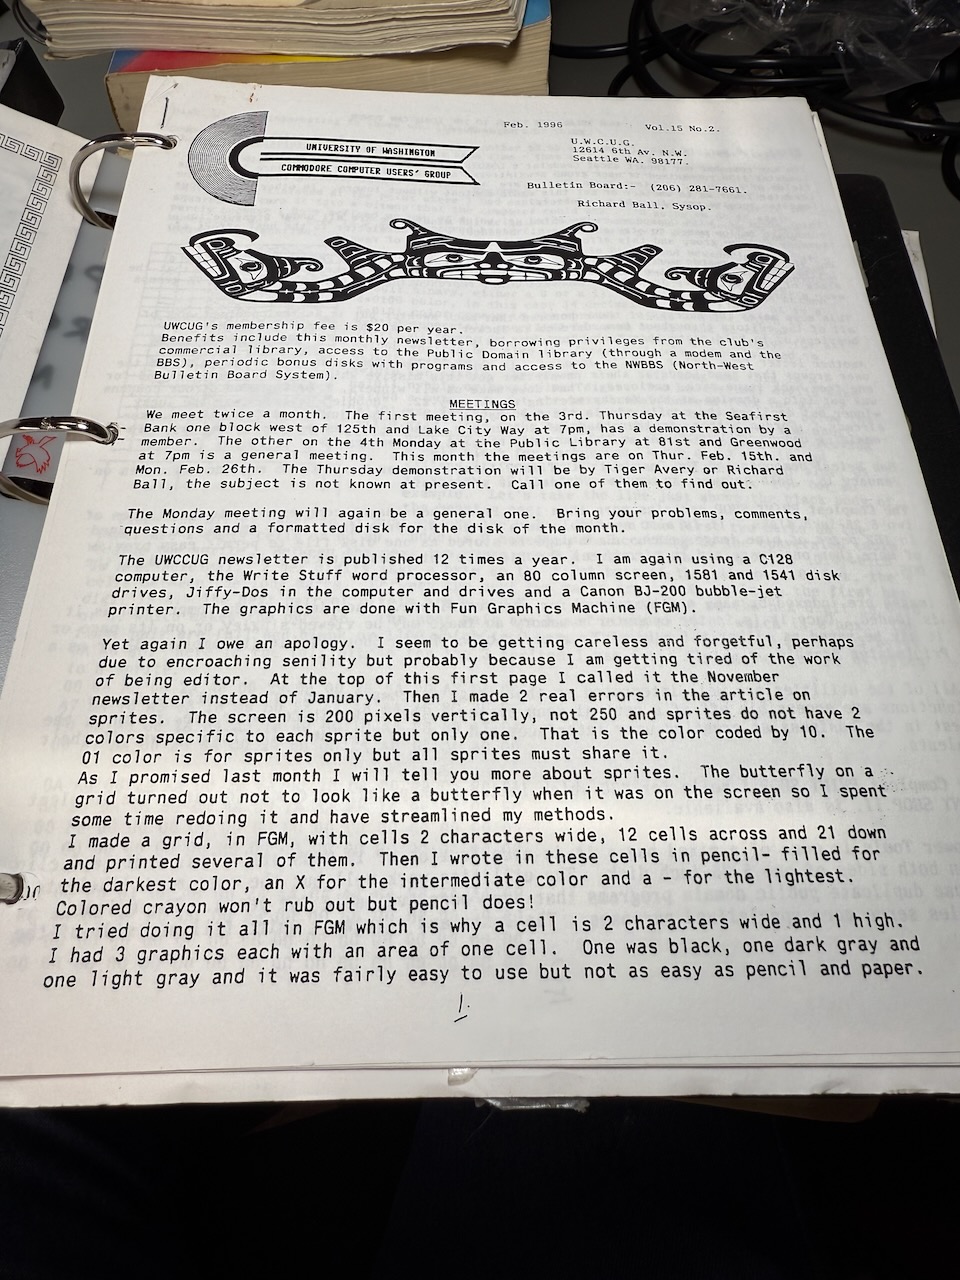 Feb. 1996 Vol.15 No.2.
UNIVERSITY OF WASHINGTON
COMMODORE COMPUTER USERS' GROUP
U.W.C.U.G.
12614 6th Av. N.W.
Seattle WA. 98177.
Bulletin Board:- (206) 281-7661.
Richard Ball, Sysop.
UWCUG's membership fee is $20 per year.
Benefits include this monthly newsletter, borrowing privileges from the club's
commercial library, access to the Public Domain library (through a modem and the
BBS), periodic bonus disks with programs and access to the NWBBS (North-West
Bulletin Board System).
MEETINGS
We meet twice a month. The first meeting, on the 3rd. Thursday at the Seafirst
Bank one block west of 125th and Lake City Way at 7pm, has a demonstration by a
member. The other on the 4th Monday at the Public Library at 81st and Greenwood
at 7pm is a general meeting. This month the meetings are on Thur. Feb. 15th. and
Mon. Feb. 26th. The Thursday demonstration will be by Tiger Avery or Richard
Ball, the subject is not known at present. Call one of them to find out.
The Monday meeting will again be a general one. Bring your problems, comments,
questions and a formatted disk for the disk of the month.
The UWCCUG newsletter is published 12 times a year. I am again using a C128
computer, the Write Stuff word processor, an 80 column screen, 1581 and 1541 disk
drives, Jiffy-Dos in the computer and drives and a Canon BJ-200 bubble-jet
printer. The graphics are done with Fun Graphics Machine (FGM).
Yet again I owe an apology. I seem to be getting careless and forgetful, perhaps
due to encroaching senility but probably because I am getting tired of the work
of being editor. At the top of this first page I called it the November
newsletter instead of January. Then I made 2 real errors in the article on
sprites. The screen is 200 pixels vertically, not 250 and sprites do not have 2
colors specific to each sprite but only one. That is the color coded by 10. The
01 color is for sprites only but all sprites must share it.
As I promised last month I will tell you more about sprites. The butterfly on a
grid turned out not to look like a butterfly when it was on the screen so I spent
some time redoing it and have streamlined my methods.
I made a grid, in FGM, with cells 2 characters wide, 12 cells across and 21 down
and printed several of them. Then I wrote in these cells in pencil- filled for
the darkest color, an X for the intermediate color and a - for the lightest.
Colored crayon won't rub out but pencil does!
I tried doing it all in FGM which is why a cell is 2 characters wide and 1 high.
I had 3 graphics each with an area of one cell. One was black, one dark gray and
one light gray and it was fairly easy to use but not as easy as pencil and paper.
1.